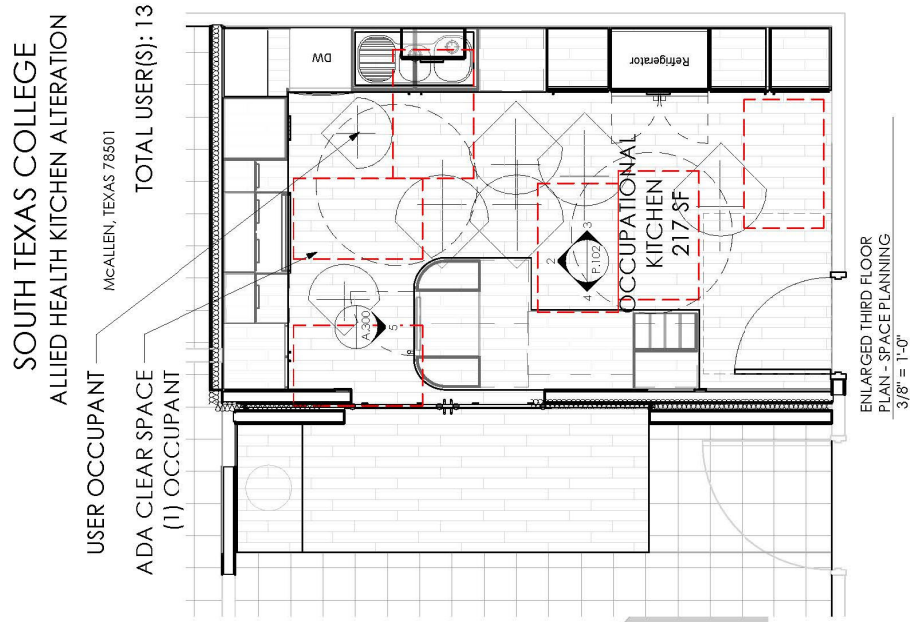 SOUTH TEXAS COLLEGE
ALLIED HEALTH KITCHEN ALTERATION
McALLEN, TEXAS 78501
TOTAL USER(S): 13
USER OCCUPANT
ADA CLEAR SPACE
(1) OCCUPANT
DW
Refrigerator
OCCUPATIONAL
KITCHEN
217 SF
2
3
4
P.102
A.300
5
18
ENLARGED THIRD FLOOR
PLAN - SPACE PLANNING
3/8" = 1'-0"